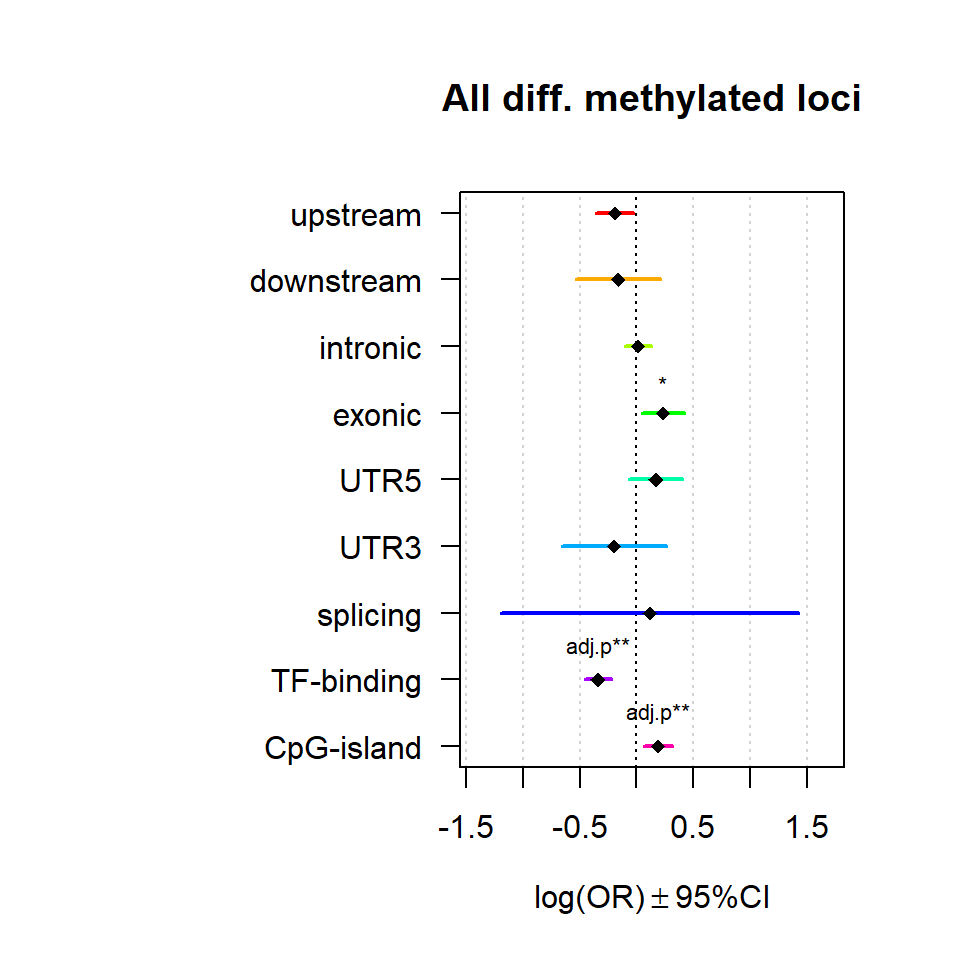 All diff. methylated loci
upstream
downstream
intronic
*
exonic
UTR5
UTR3
splicing
adj.p**
TF-binding
adj.p**
CpG-island
-1.5 -0.5 0.5 1.5
log(OR) ± 95%CI